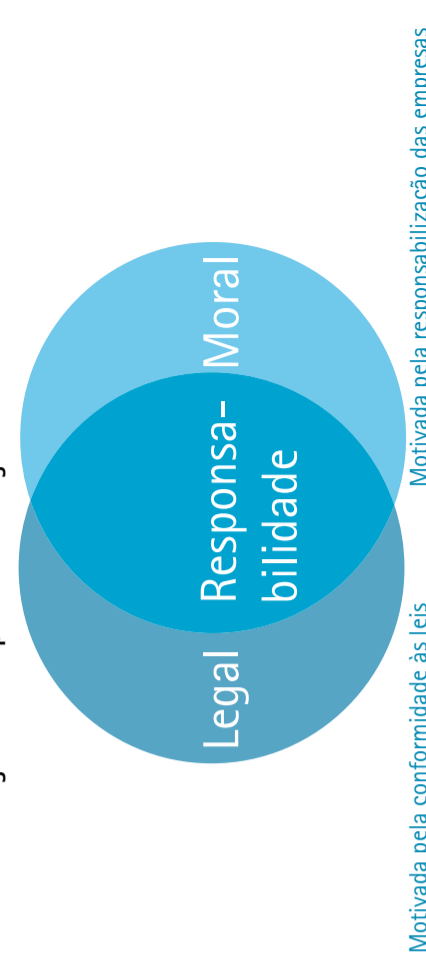 Legal
Responsa-
bilidade
Moral
Motivada pela conformidade às leis
Motivada pela responsabilização das empresas